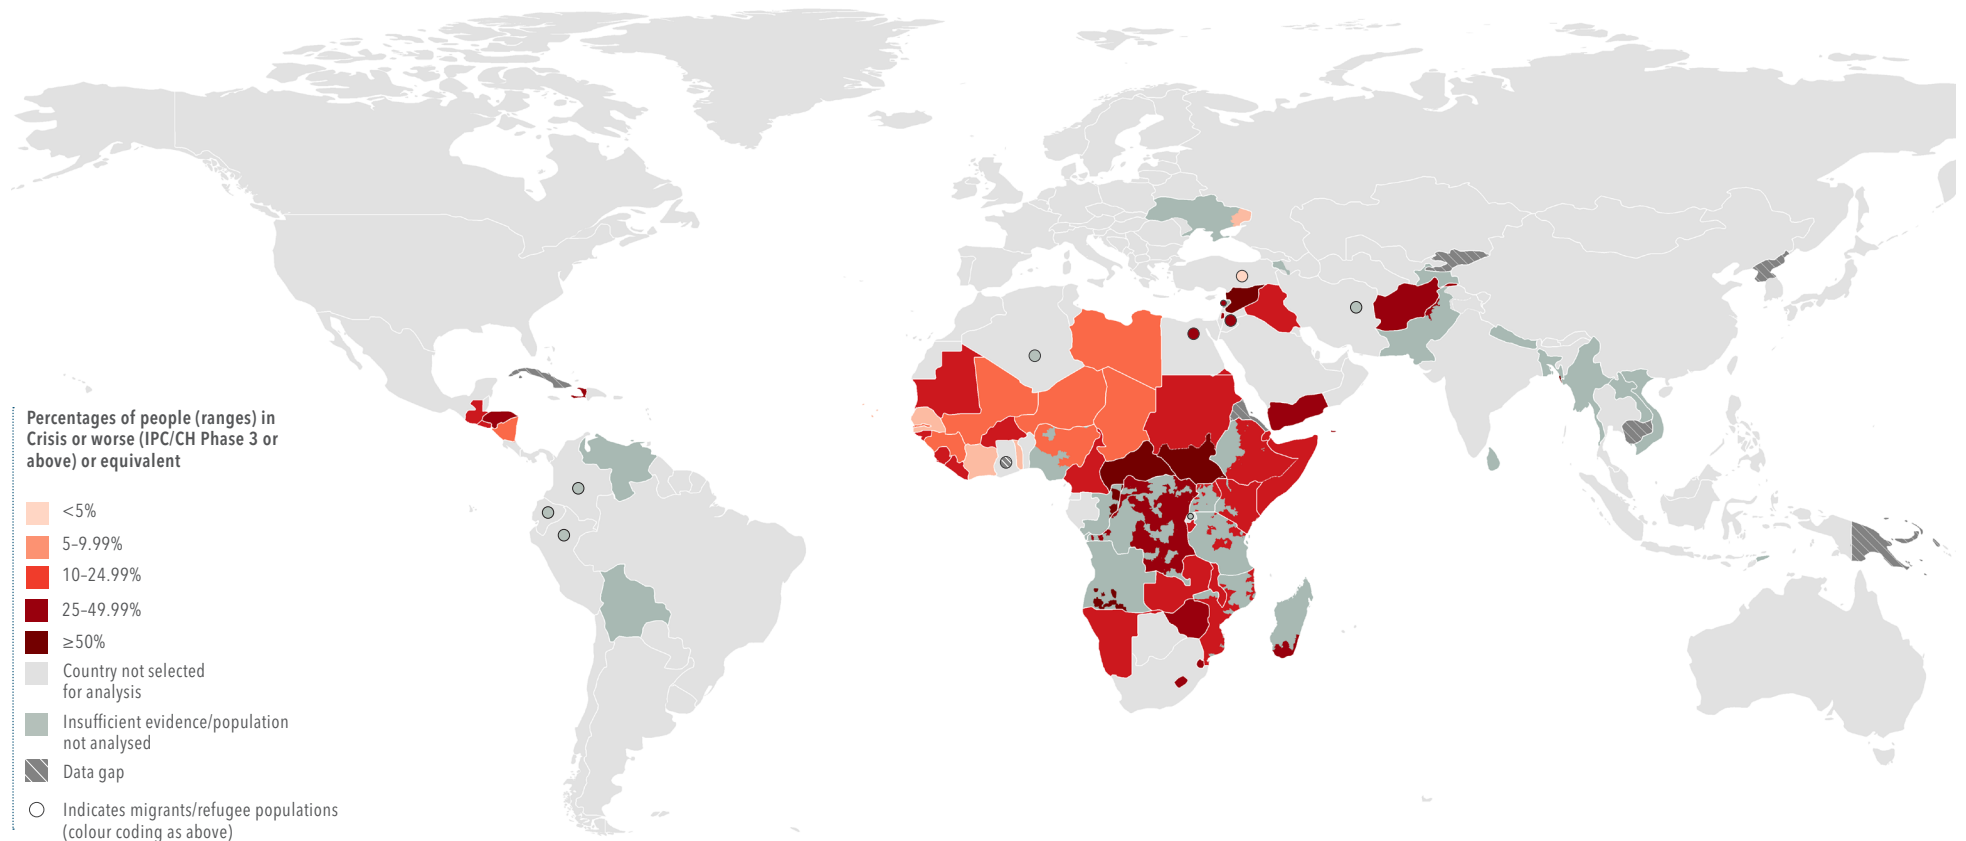 Percentages of people (ranges) in
Crisis or worse (IPC/CH Phase 3 or
above) or equivalent
<5%
5–9.99%
10–24.99%
25–49.99%
≥50%
Country not selected
for analysis
Insufficient evidence/population
not analysed
Data gap
Indicates migrants/refugee populations
(colour coding as above)